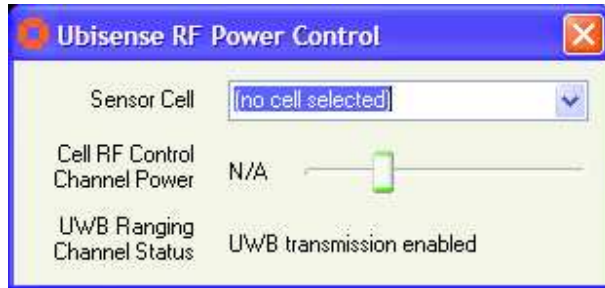 Ubisense RF Power Control
Sensor Cell (no cell selected)
Cell RF Control
Channel Power N/A
UWB Ranging
Channel Status UWB transmission enabled